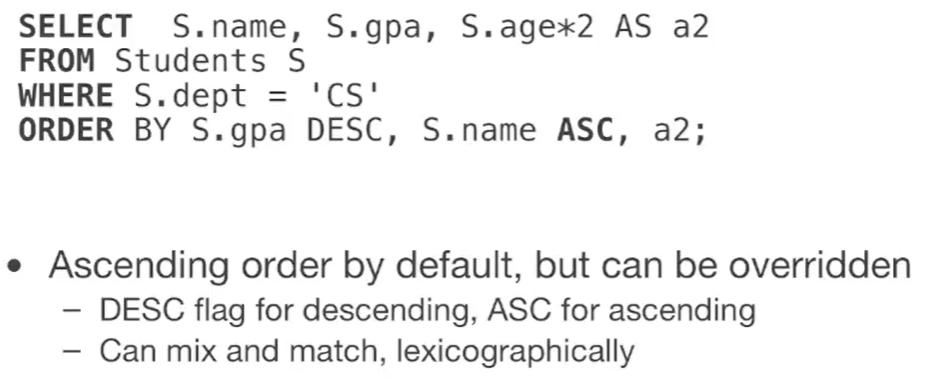 SELECT S.name, S.gpa, S.age*2 AS a2
FROM Students S
WHERE S.dept = 'CS'
ORDER BY S.gpa DESC, S.name ASC, a2;
• Ascending order by default, but can be overridden
– DESC flag for descending, ASC for ascending
– Can mix and match, lexicographically